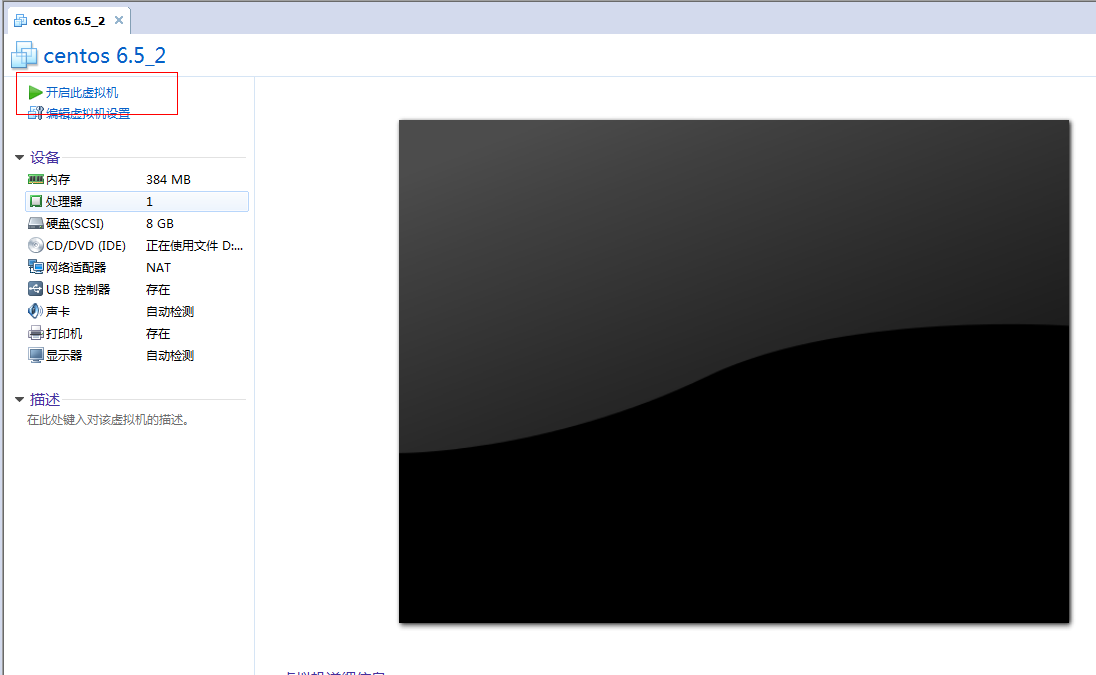 centos 6.5_2
centos 6.5_2
开启此虚拟机
编辑虚拟机设置
设备
内存 384 MB
处理器 1
硬盘(SCSI) 8 GB
CD/DVD (IDE) 正在使用文件 D:...
网络适配器 NAT
USB 控制器 存在
声卡 自动检测
打印机 存在
显示器 自动检测
描述
在此处键入对该虚拟机的描述。